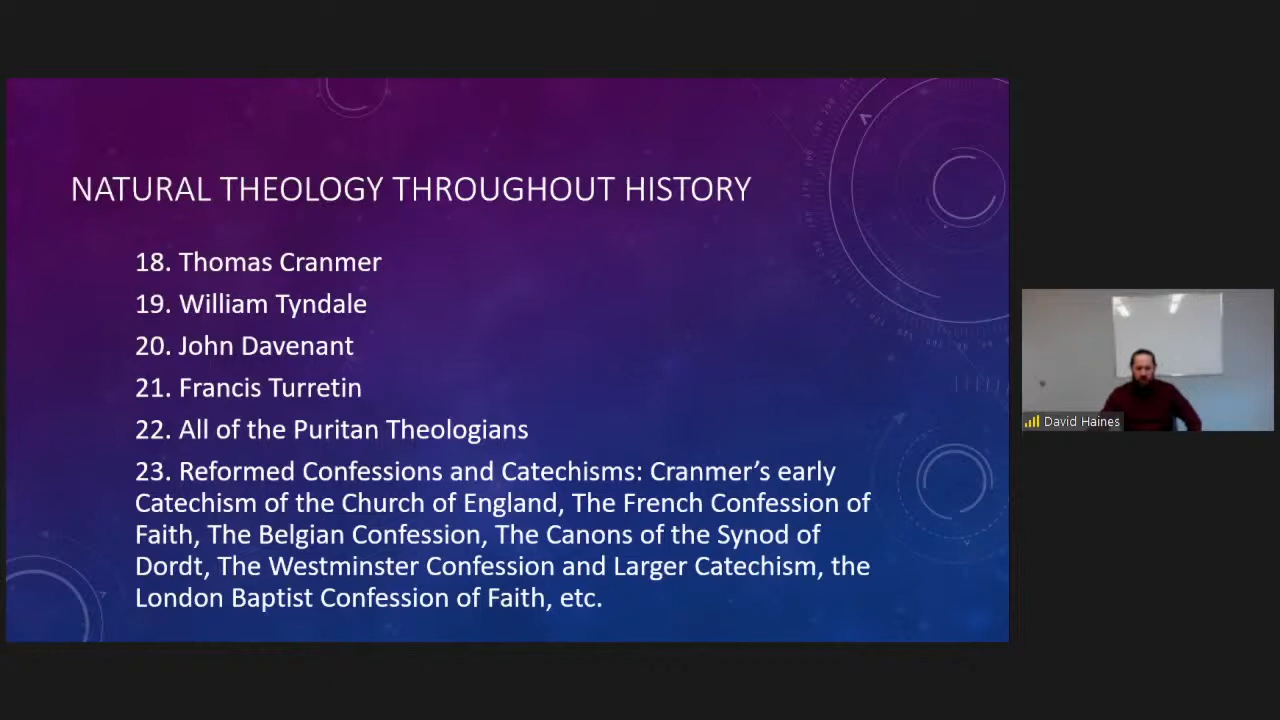 NATURAL THEOLOGY THROUGHOUT HISTORY
18. Thomas Cranmer
19. William Tyndale
20. John Davenant
21. Francis Turretin
22. All of the Puritan Theologians
23. Reformed Confessions and Catechisms: Cranmer’s early
Catechism of the Church of England, The French Confession of
Faith, The Belgian Confession, The Canons of the Synod of
Dordt, The Westminster Confession and Larger Catechism, the
London Baptist Confession of Faith, etc.
David Haines